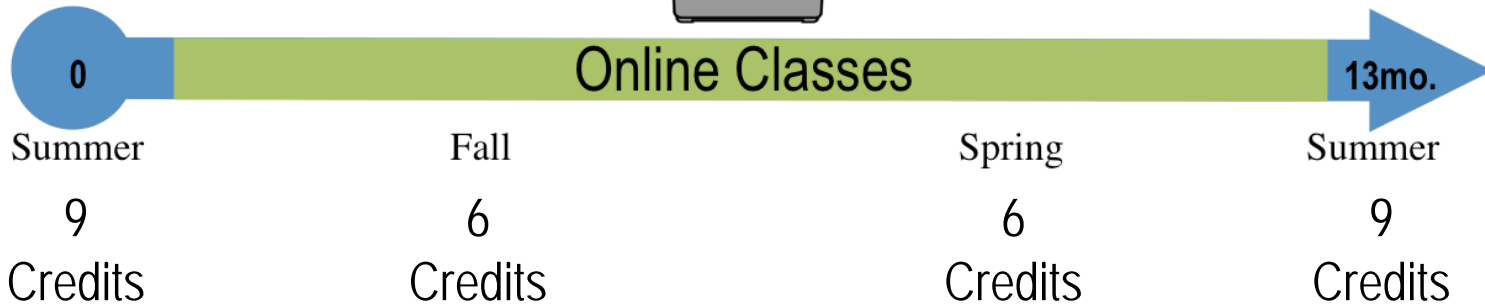 0 Online Classes 13mo.
Summer Fall Spring Summer
9 6 6 9
Credits Credits Credits Credits